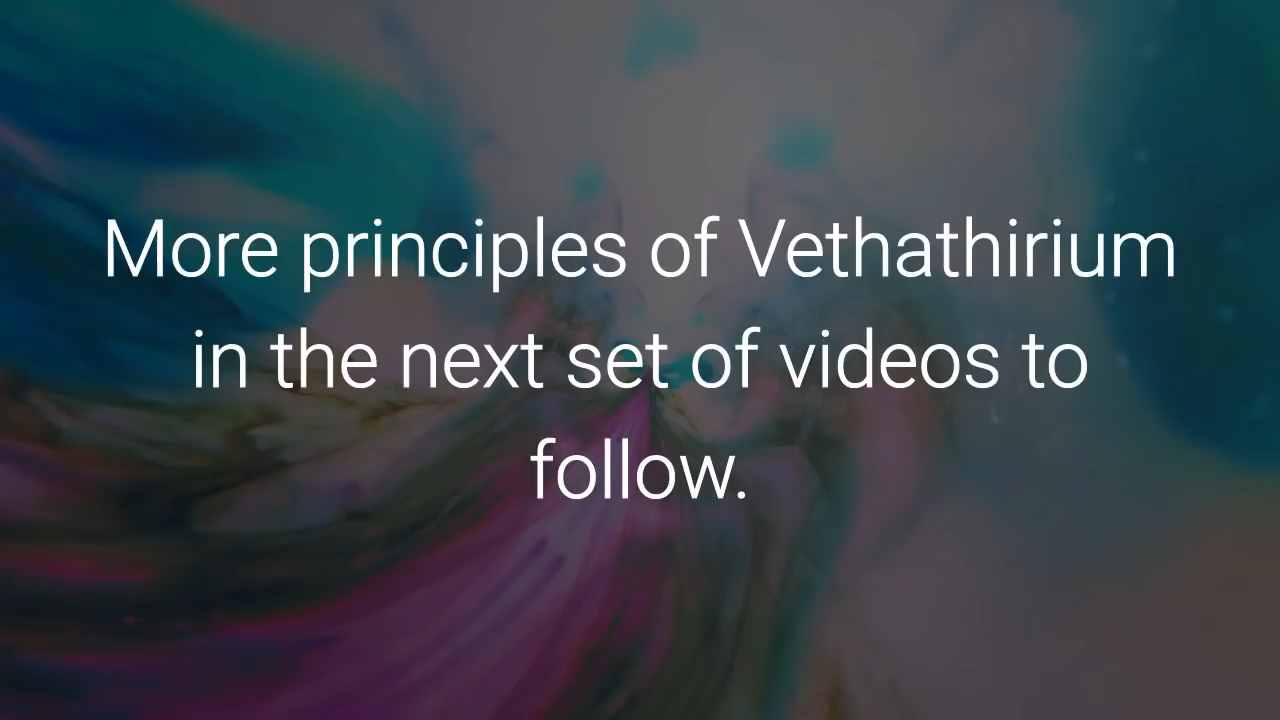 More principles of Vethathirium
in the next set of videos to
follow.